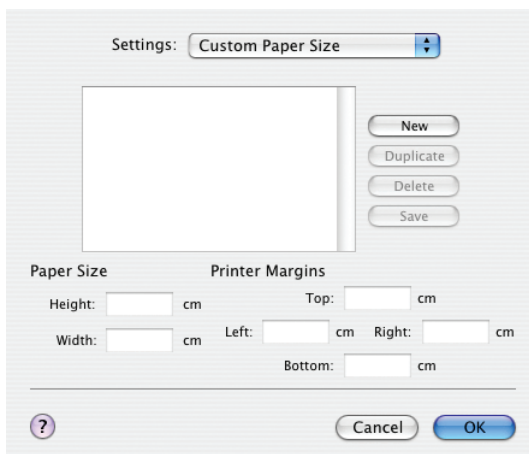 Settings: Custom Paper Size
New
Duplicate
Delete
Save
Paper Size Printer Margins
Height: cm Top: cm
Width: cm Left: cm Right: cm
Bottom: cm
? Cancel OK